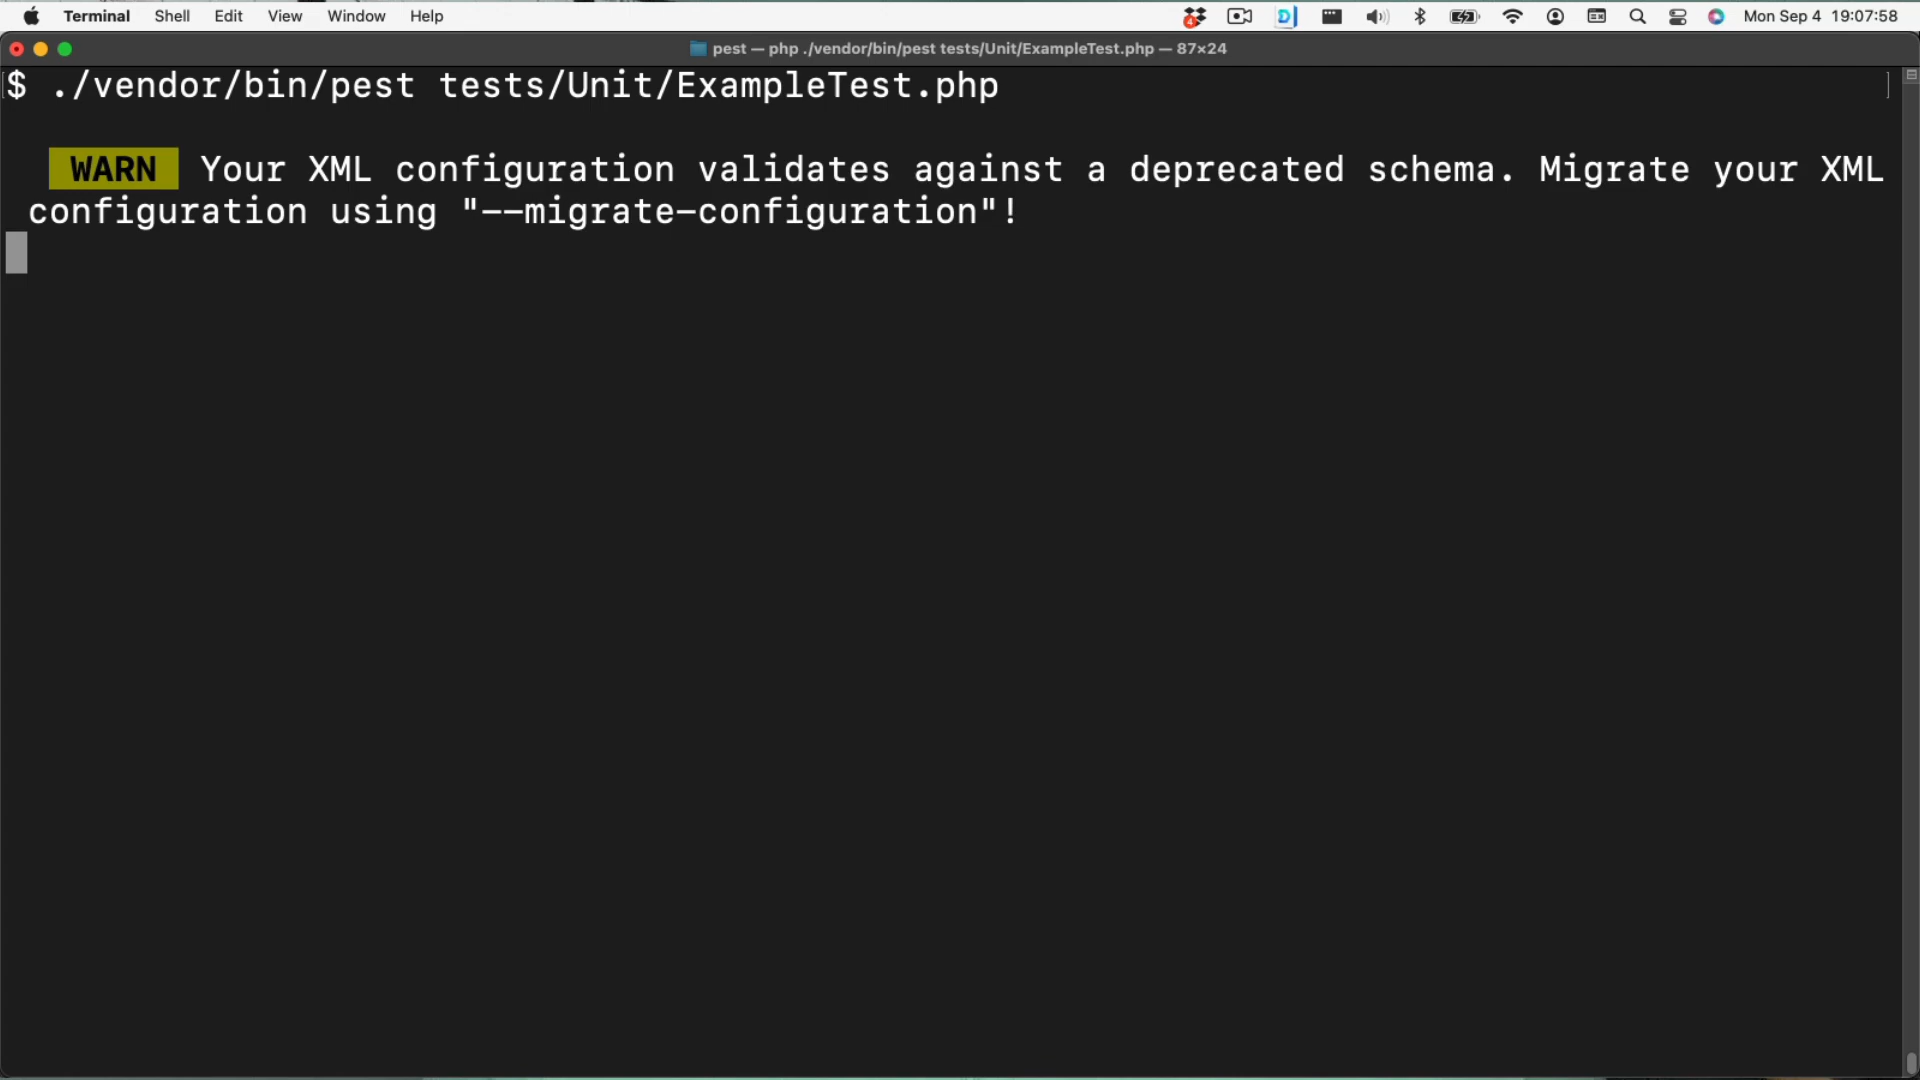 Terminal Shell Edit View Window Help Mon Sep 4 19:07:58
pest — php ./vendor/bin/pest tests/Unit/ExampleTest.php — 87×24
$ ./vendor/bin/pest tests/Unit/ExampleTest.php
WARN Your XML configuration validates against a deprecated schema. Migrate your XML
configuration using "--migrate-configuration"!